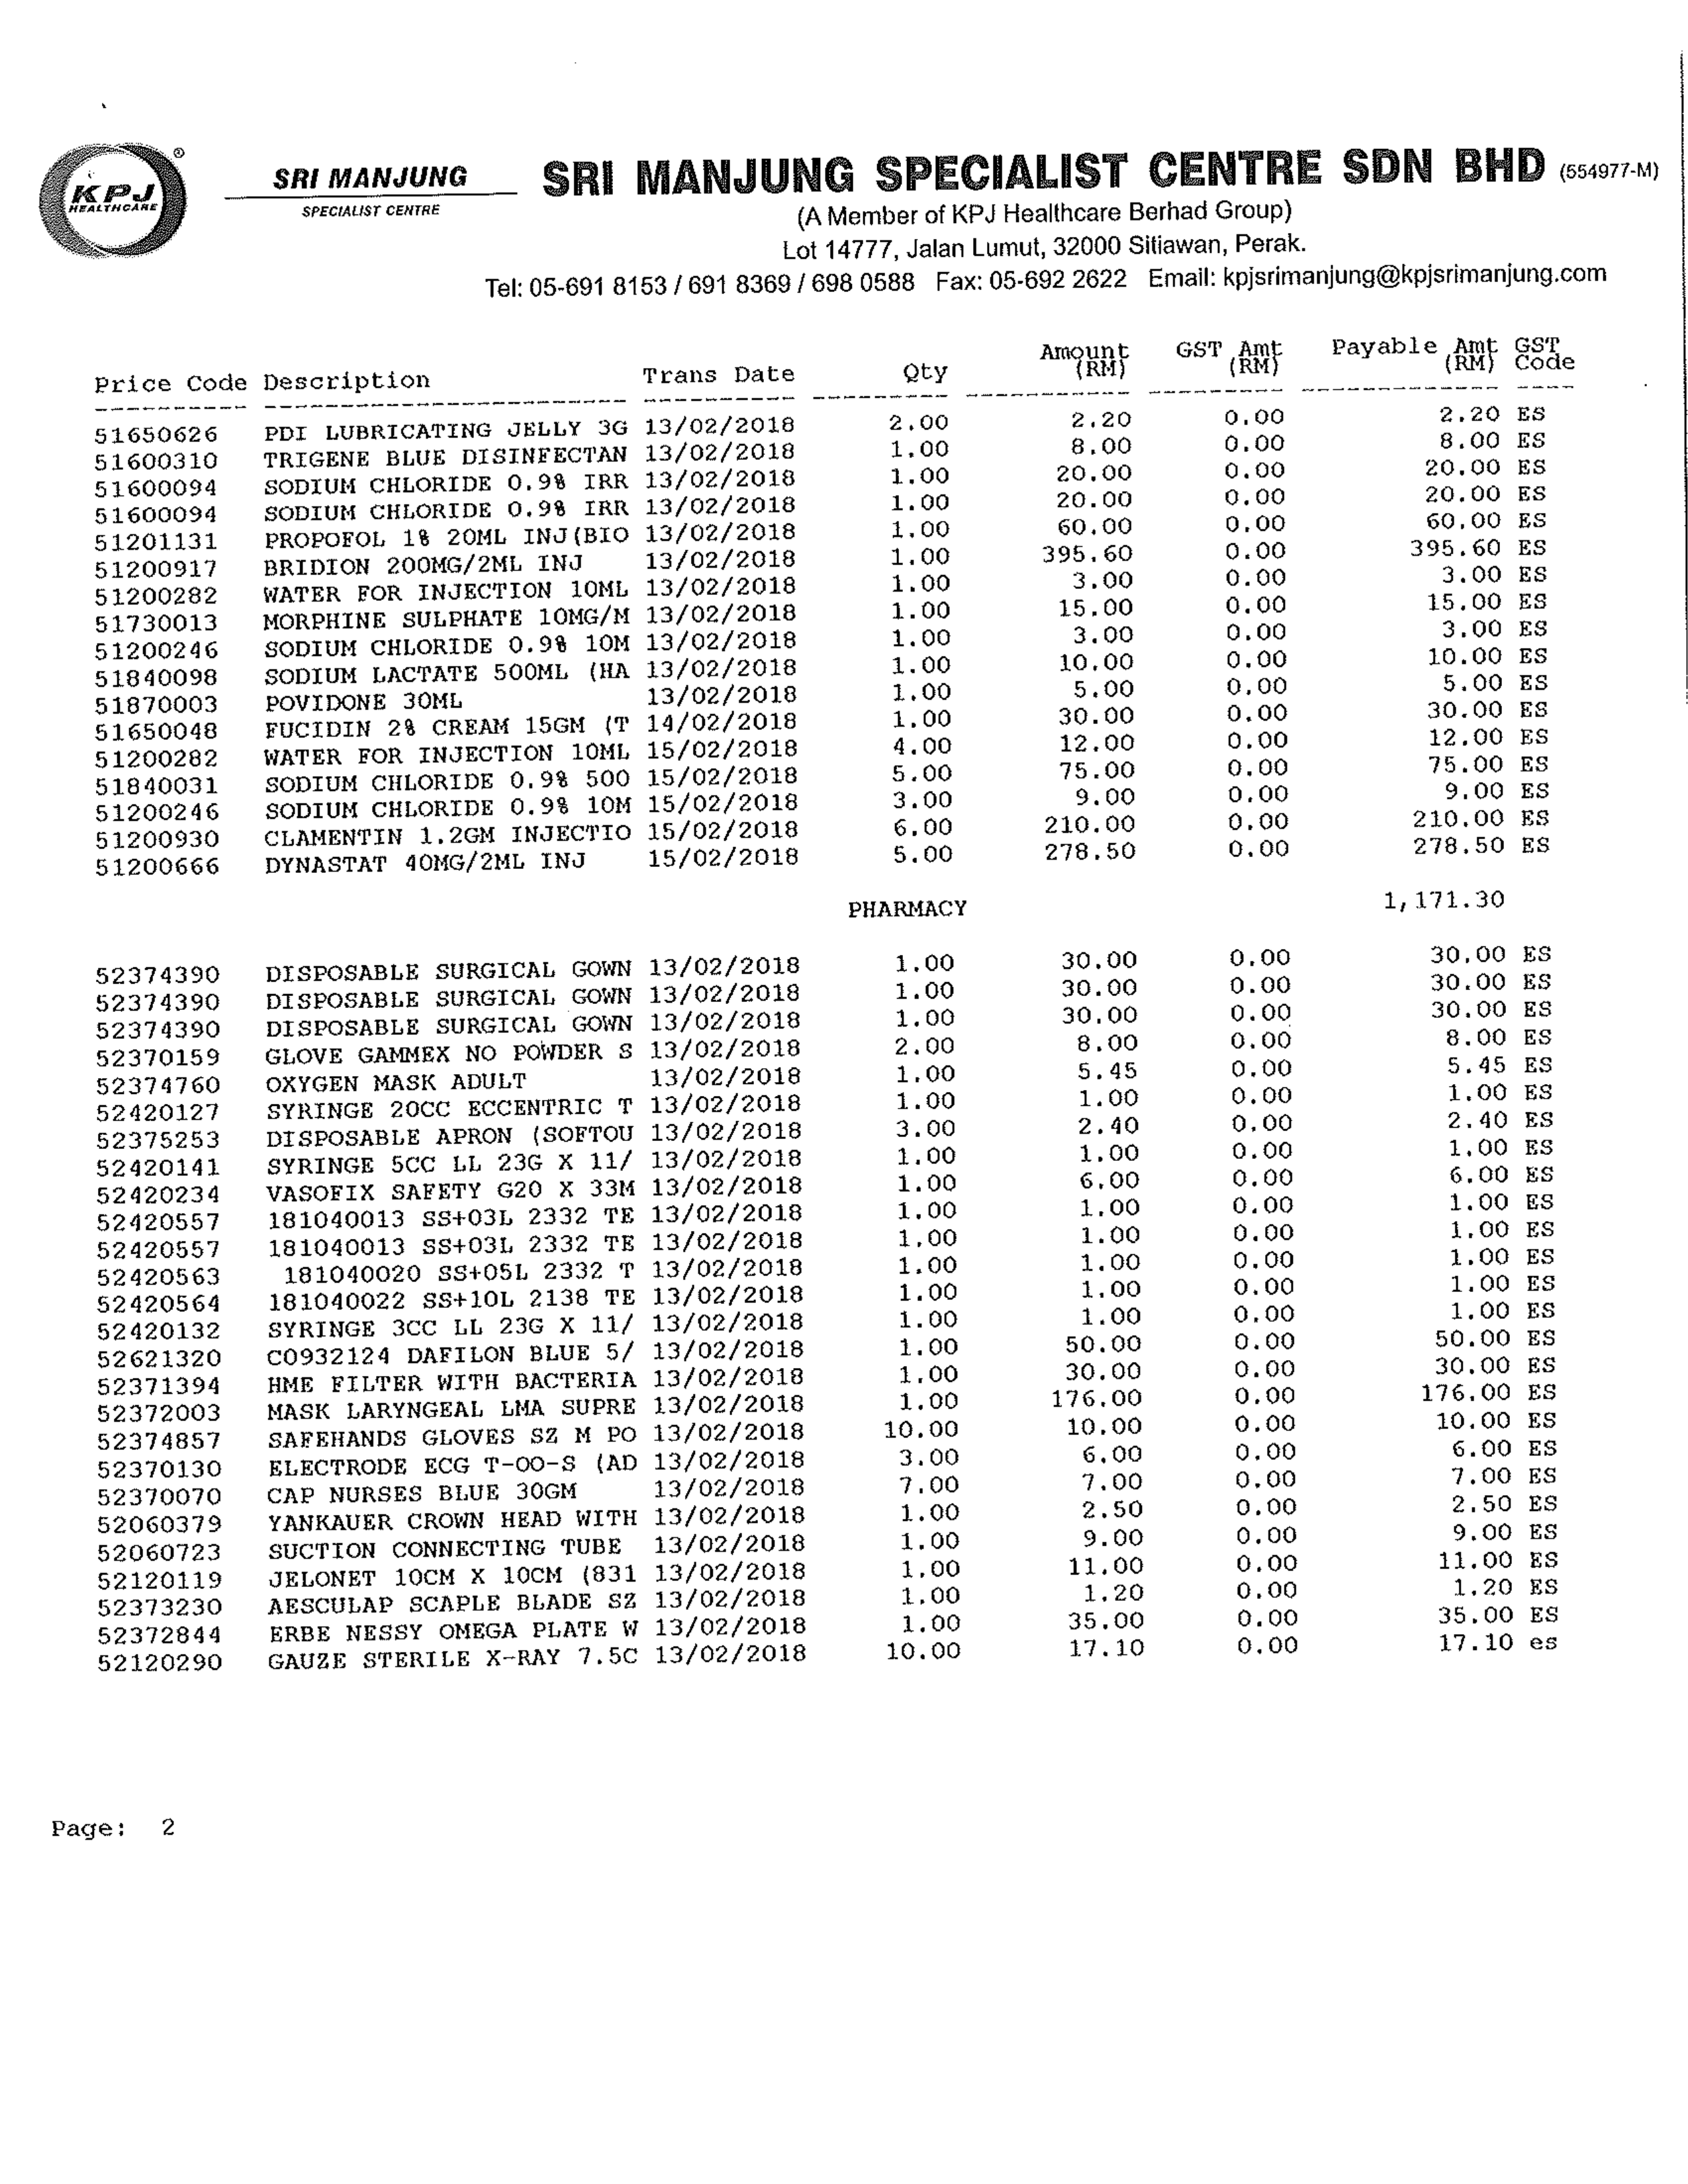 KPJ
HEALTHCARE
®
SRI MANJUNG
SPECIALIST CENTRE
SRI MANJUNG SPECIALIST CENTRE SDN BHD (554977-M)
(A Member of KPJ Healthcare Berhad Group)
Lot 14777, Jalan Lumut, 32000 Sitiawan, Perak.
Tel: 05-691 8153 / 691 8369 / 698 0588 Fax: 05-692 2622 Email: kpjsrimanjung@kpjsrimanjung.com
Price Code Description Trans Date Qty Amount (RM) GST Amt (RM) Payable Amt (RM) GST Code
51650626 PDI LUBRICATING JELLY 3G 13/02/2018 2.00 2.20 0.00 2.20 ES
51600310 TRIGENE BLUE DISINFECTAN 13/02/2018 1.00 8.00 0.00 8.00 ES
51600094 SODIUM CHLORIDE 0.9% IRR 13/02/2018 1.00 20.00 0.00 20.00 ES
51600094 SODIUM CHLORIDE 0.9% IRR 13/02/2018 1.00 20.00 0.00 20.00 ES
51201131 PROPOFOL 1% 20ML INJ(BIO 13/02/2018 1.00 60.00 0.00 60.00 ES
51200917 BRIDION 200MG/2ML INJ 13/02/2018 1.00 395.60 0.00 395.60 ES
51200282 WATER FOR INJECTION 10ML 13/02/2018 1.00 3.00 0.00 3.00 ES
51730013 MORPHINE SULPHATE 10MG/M 13/02/2018 1.00 15.00 0.00 15.00 ES
51200246 SODIUM CHLORIDE 0.9% 10M 13/02/2018 1.00 3.00 0.00 3.00 ES
51840098 SODIUM LACTATE 500ML (HA 13/02/2018 1.00 10.00 0.00 10.00 ES
51870003 POVIDONE 30ML 13/02/2018 1.00 5.00 0.00 5.00 ES
51650048 FUCIDIN 2% CREAM 15GM (T 14/02/2018 1.00 30.00 0.00 30.00 ES
51200282 WATER FOR INJECTION 10ML 15/02/2018 4.00 12.00 0.00 12.00 ES
51840031 SODIUM CHLORIDE 0.9% 500 15/02/2018 5.00 75.00 0.00 75.00 ES
51200246 SODIUM CHLORIDE 0.9% 10M 15/02/2018 3.00 9.00 0.00 9.00 ES
51200930 CLAMENTIN 1.2GM INJECTIO 15/02/2018 6.00 210.00 0.00 210.00 ES
51200666 DYNASTAT 40MG/2ML INJ 15/02/2018 5.00 278.50 0.00 278.50 ES
PHARMACY 1,171.30
52374390 DISPOSABLE SURGICAL GOWN 13/02/2018 1.00 30.00 0.00 30.00 ES
52374390 DISPOSABLE SURGICAL GOWN 13/02/2018 1.00 30.00 0.00 30.00 ES
52374390 DISPOSABLE SURGICAL GOWN 13/02/2018 1.00 30.00 0.00 30.00 ES
52370159 GLOVE GAMMEX NO POWDER S 13/02/2018 2.00 8.00 0.00 8.00 ES
52374760 OXYGEN MASK ADULT 13/02/2018 1.00 5.45 0.00 5.45 ES
52420127 SYRINGE 20CC ECCENTRIC T 13/02/2018 1.00 1.00 0.00 1.00 ES
52375253 DISPOSABLE APRON (SOFTOU 13/02/2018 3.00 2.40 0.00 2.40 ES
52420141 SYRINGE 5CC LL 23G X 11/ 13/02/2018 1.00 1.00 0.00 1.00 ES
52420234 VASOFIX SAFETY G20 X 33M 13/02/2018 1.00 6.00 0.00 6.00 ES
52420557 181040013 SS+03L 2332 TE 13/02/2018 1.00 1.00 0.00 1.00 ES
52420557 181040013 SS+03L 2332 TE 13/02/2018 1.00 1.00 0.00 1.00 ES
52420563 181040020 SS+05L 2332 T 13/02/2018 1.00 1.00 0.00 1.00 ES
52420564 181040022 SS+10L 2138 TE 13/02/2018 1.00 1.00 0.00 1.00 ES
52420132 SYRINGE 3CC LL 23G X 11/ 13/02/2018 1.00 1.00 0.00 1.00 ES
52621320 C0932124 DAFILON BLUE 5/ 13/02/2018 1.00 50.00 0.00 50.00 ES
52371394 HME FILTER WITH BACTERIA 13/02/2018 1.00 30.00 0.00 30.00 ES
52372003 MASK LARYNGEAL LMA SUPRE 13/02/2018 1.00 176.00 0.00 176.00 ES
52374857 SAFEHANDS GLOVES SZ M PO 13/02/2018 10.00 10.00 0.00 10.00 ES
52370130 ELECTRODE ECG T-OO-S (AD 13/02/2018 3.00 6.00 0.00 6.00 ES
52370070 CAP NURSES BLUE 30GM 13/02/2018 7.00 7.00 0.00 7.00 ES
52060379 YANKAUER CROWN HEAD WITH 13/02/2018 1.00 2.50 0.00 2.50 ES
52060723 SUCTION CONNECTING TUBE 13/02/2018 1.00 9.00 0.00 9.00 ES
52120119 JELONET 10CM X 10CM (831 13/02/2018 1.00 11.00 0.00 11.00 ES
52373230 AESCULAP SCAPLE BLADE SZ 13/02/2018 1.00 1.20 0.00 1.20 ES
52372844 ERBE NESSY OMEGA PLATE W 13/02/2018 1.00 35.00 0.00 35.00 ES
52120290 GAUZE STERILE X-RAY 7.5C 13/02/2018 10.00 17.10 0.00 17.10 es
Page: 2